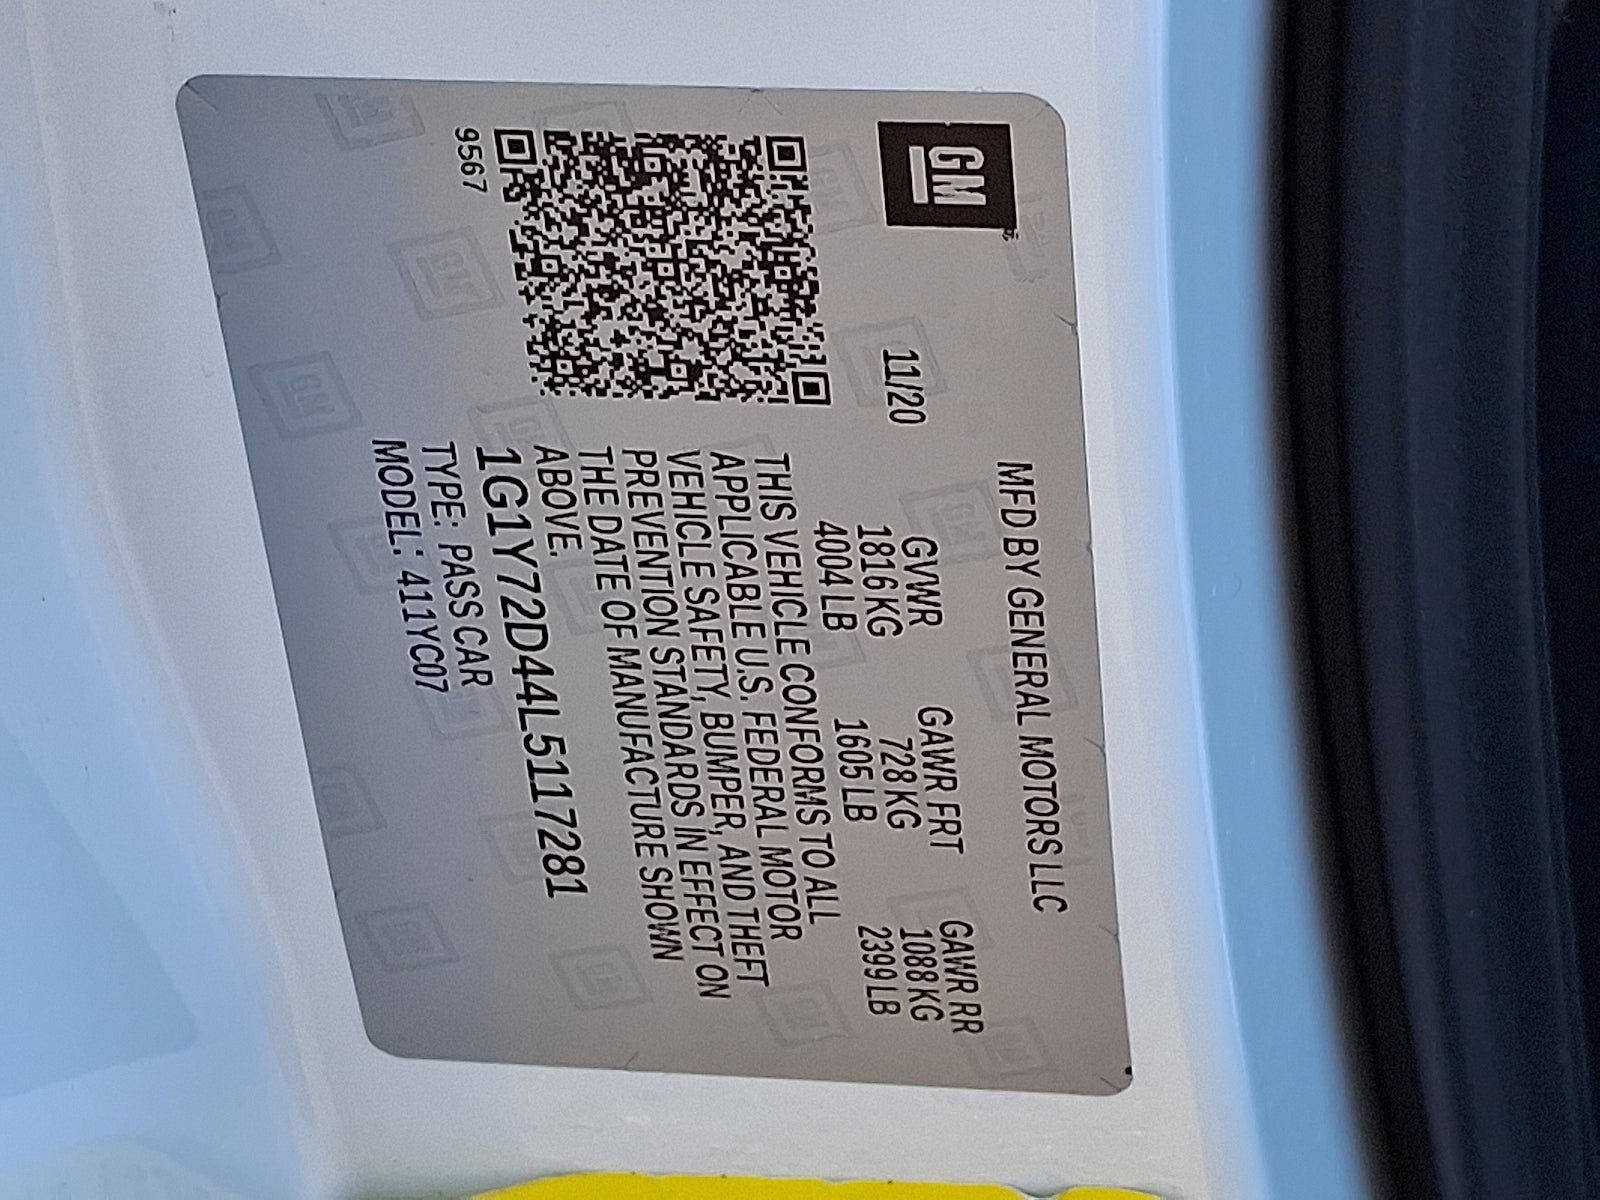 GM
MFD BY GENERAL MOTORS LLC
11/20
GVWR GAWR FRT GAWR RR
1816 KG 728 KG 1088 KG
4004 LB 1605 LB 2399 LB
THIS VEHICLE CONFORMS TO ALL
APPLICABLE U.S. FEDERAL MOTOR
VEHICLE SAFETY, BUMPER, AND THEFT
PREVENTION STANDARDS IN EFFECT ON
THE DATE OF MANUFACTURE SHOWN
ABOVE.
1G1Y72D44L5117281
TYPE: PASS CAR
MODEL: 411YC07
9567